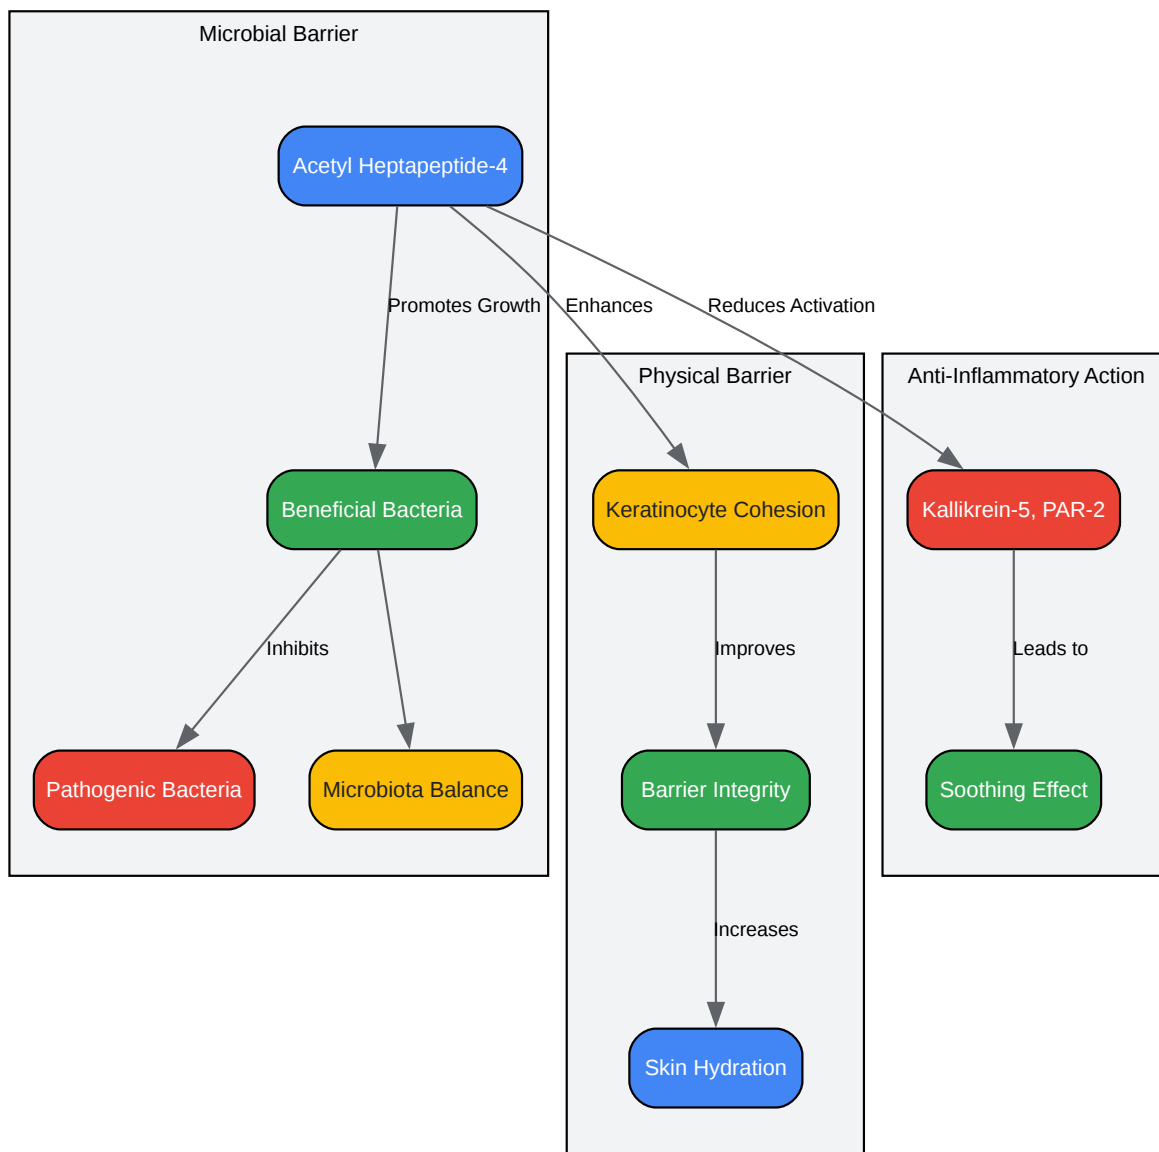 Microbial Barrier
Acetyl Heptapeptide-4
Promotes Growth
Enhances
Reduces Activation
Physical Barrier
Anti-Inflammatory Action
Beneficial Bacteria
Keratinocyte Cohesion
Kallikrein-5, PAR-2
Inhibits
Improves
Leads to
Pathogenic Bacteria
Microbiota Balance
Barrier Integrity
Soothing Effect
Increases
Skin Hydration